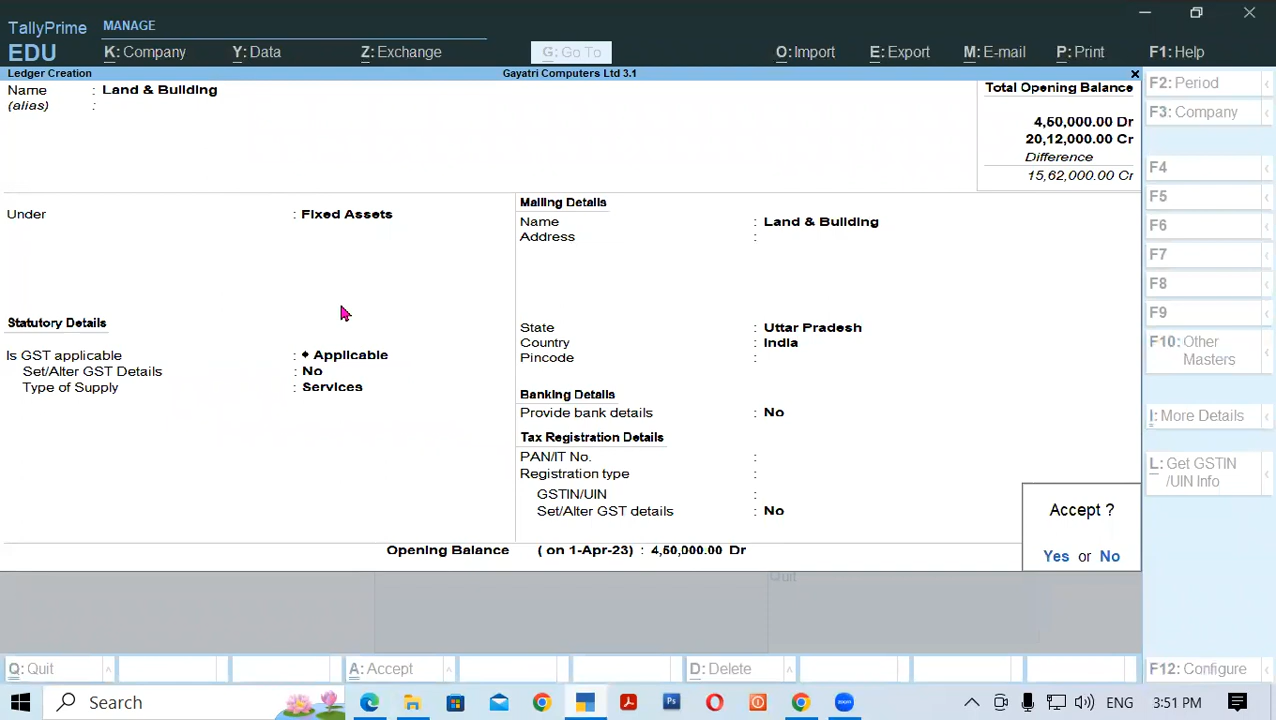 TallyPrime
EDU
MANAGE
K: Company
Y: Data
Z: Exchange
G: Go To
O: Import
E: Export
M: E-mail
P: Print
F1: Help
Ledger Creation
Gayatri Computers Ltd 3.1
Name : Land & Building
(alias) :
Total Opening Balance
4,50,000.00 Dr
20,12,000.00 Cr
Difference
15,62,000.00 Cr
Under : Fixed Assets
Statutory Details
Is GST applicable : ♦ Applicable
Set/Alter GST Details : No
Type of Supply : Services
Mailing Details
Name : Land & Building
Address :
State : Uttar Pradesh
Country : India
Pincode :
Banking Details
Provide bank details : No
Tax Registration Details
PAN/IT No. :
Registration type :
GSTIN/UIN :
Set/Alter GST details : No
Opening Balance ( on 1-Apr-23) : 4,50,000.00 Dr
Accept ?
Yes or No
Quit
F2: Period
F3: Company
F4
F5
F6
F7
F8
F9
F10: Other
Masters
I: More Details
L: Get GSTIN
/UIN Info
Q: Quit
A: Accept
D: Delete
F12: Configure
Search
ENG
3:51 PM